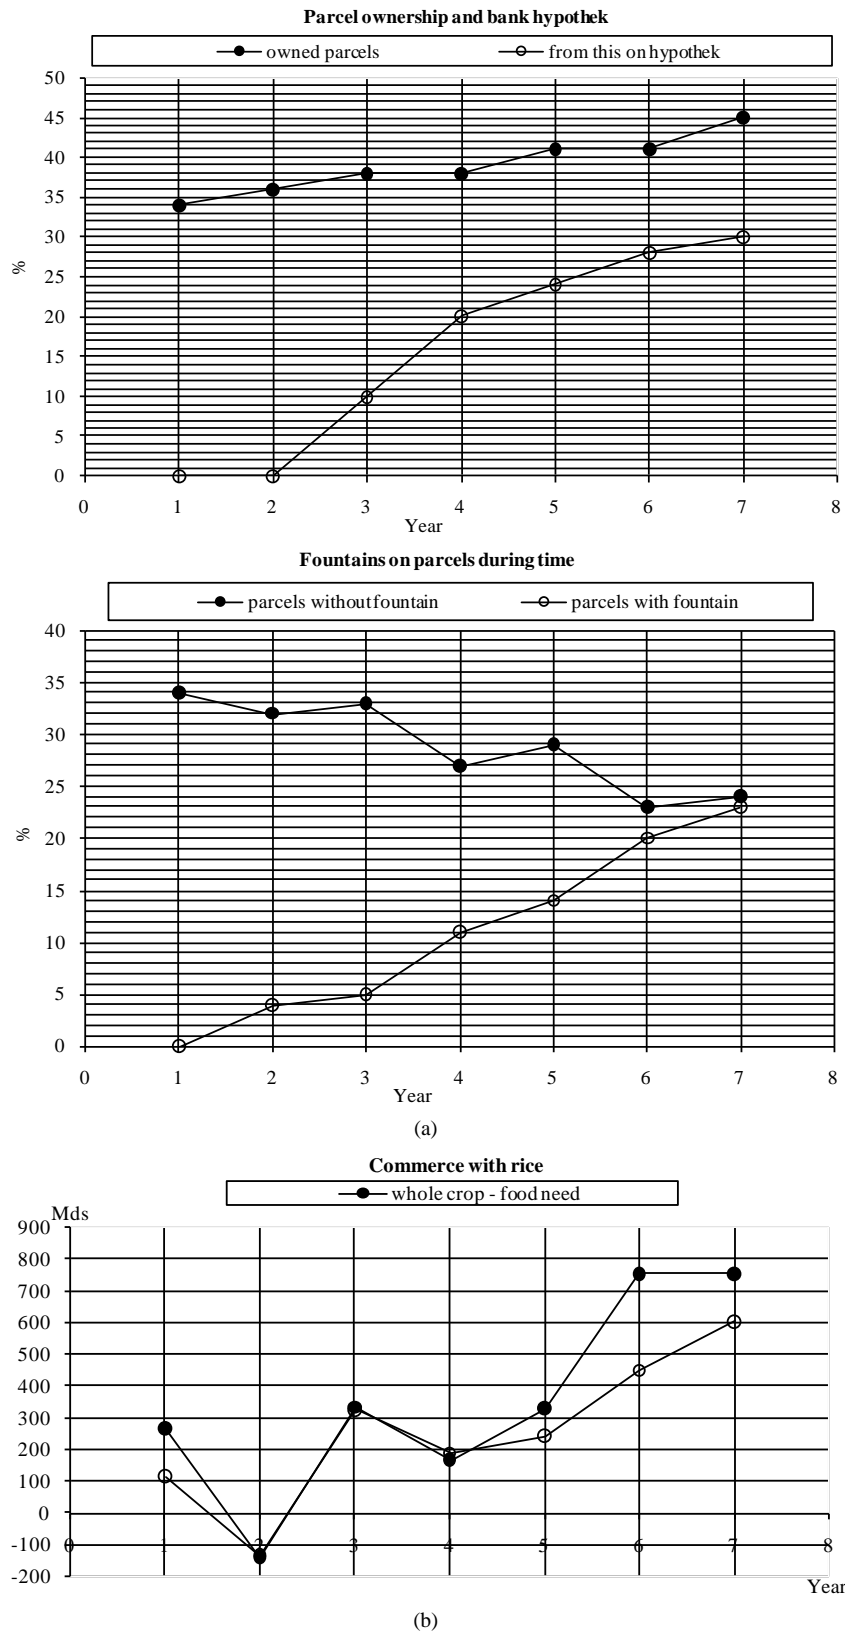 Parcel ownership and bank hypothek
owned parcels from this on hypothek
50
45
40
35
30
25
20
15
10
5
0
%
0 1 2 3 4 5 6 7 8
Year
Fountains on parcels during time
parcels without fountain parcels with fountain
40
35
30
25
20
15
10
5
0
%
0 1 2 3 4 5 6 7 8
Year
(a)
Commerce with rice
whole crop - food need
Mds
900
800
700
600
500
400
300
200
100
0
-100
-200
0 1 2 3 4 5 6 7 8
Year
(b)